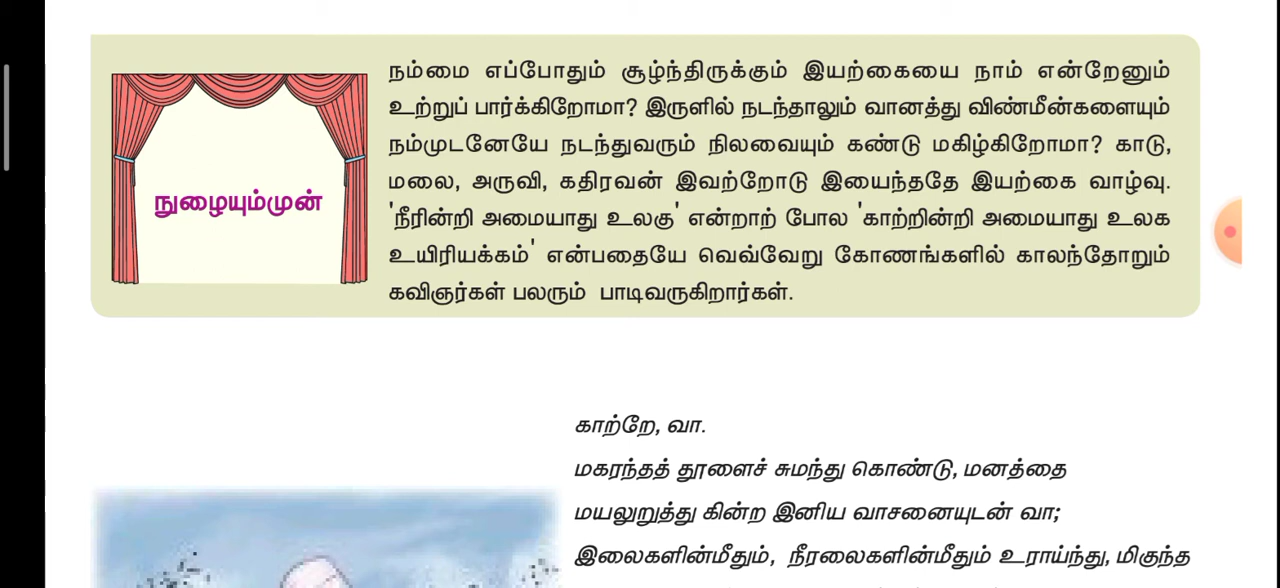 நம்மை எப்போதும் சூழ்ந்திருக்கும் இயற்கையை நாம் என்றேனும்
உற்றுப் பார்க்கிறோமா? இருளில் நடந்தாலும் வானத்து விண்மீன்களையும்
நம்முடனேயே நடந்துவரும் நிலவையும் கண்டு மகிழ்கிறோமா? காடு,
மலை, அருவி, கதிரவன் இவற்றோடு இயைந்ததே இயற்கை வாழ்வு.
'நீரின்றி அமையாது உலகு' என்றாற் போல 'காற்றின்றி அமையாது உலக
உயிரியக்கம்' என்பதையே வெவ்வேறு கோணங்களில் காலந்தோறும்
கவிஞர்கள் பலரும் பாடிவருகிறார்கள்.
நுழையும்முன்
காற்றே, வா.
மகரந்தத் தூளைச் சுமந்து கொண்டு, மனத்தை
மயலுறுத்து கின்ற இனிய வாசனையுடன் வா;
இலைகளின்மீதும், நீரலைகளின்மீதும் உராய்ந்து, மிகுந்த